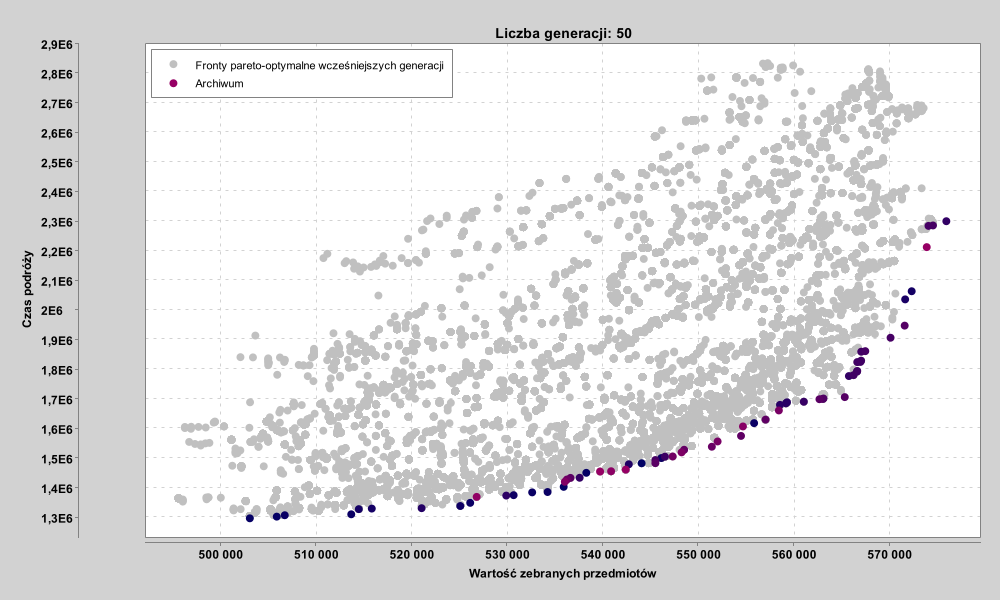 Liczba generacji: 50
2,9E6
2,8E6
2,7E6
2,6E6
2,5E6
2,4E6
2,3E6
2,2E6
2,1E6
2E6
1,9E6
1,8E6
1,7E6
1,6E6
1,5E6
1,4E6
1,3E6
Czas podróży
Fronty pareto-optymalne wcześniejszych generacji
Archiwum
500 000 510 000 520 000 530 000 540 000 550 000 560 000 570 000
Wartość zebranych przedmiotów